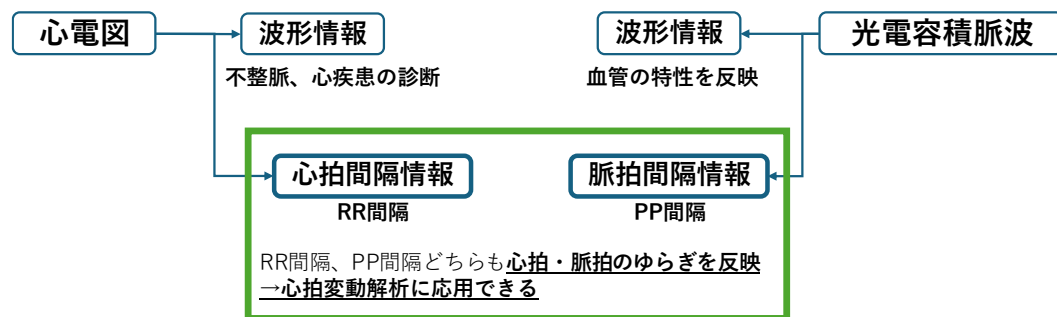 心電図
波形情報
不整脈、心疾患の診断
波形情報
血管の特性を反映
光電容積脈波
心拍間隔情報
RR間隔
脈拍間隔情報
PP間隔
RR間隔、PP間隔どちらも心拍・脈拍のゆらぎを反映
→心拍変動解析に応用できる